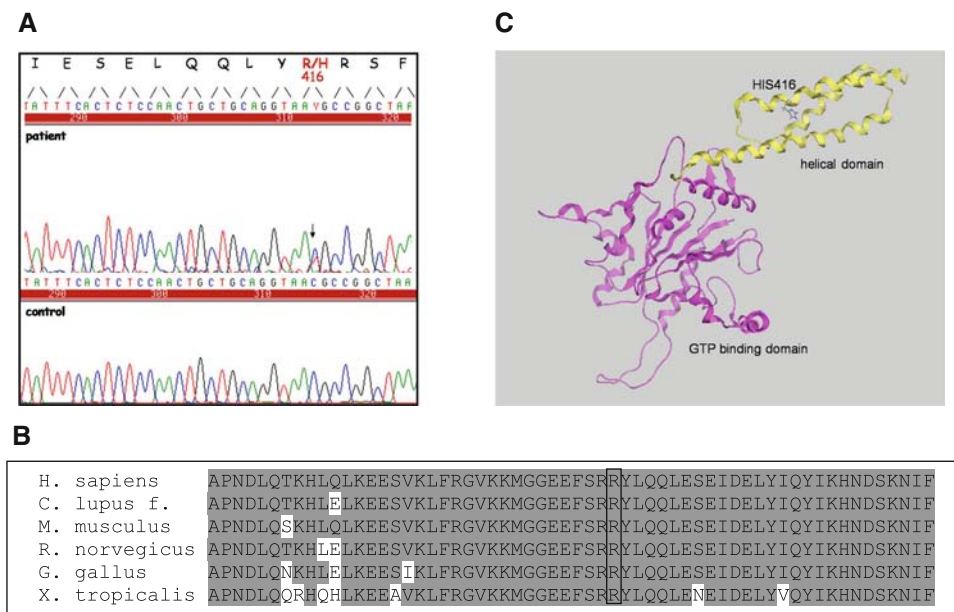 A
I E S E L Q Q L Y R/H R S F
416
TATTTCACTCTCCAACTGCTGCAGGTAAYGCCGGCTAA
290 300 310 320
patient
TATTTCACTCTCCAACTGCTGCAGGTAACGCCGGCTAA
290 300 310 320
control
C
HIS416
helical domain
GTP binding domain
B
H. sapiens APNDLQTKHLQLKEESVKLFRGVKKMGGEEFSRRYLQQLESEIDELYIQYIKHNDSKNIF
C. lupus f. APNDLQTKHLELKEESVKLFRGVKKMGGEEFSRRYLQQLESEIDELYIQYIKHNDSKNIF
M. musculus APNDLQSKHLQLKEESVKLFRGVKKMGGEEFSRRYLQQLESEIDELYIQYIKHNDSKNIF
R. norvegicus APNDLQTKHLELKEESVKLFRGVKKMGGEEFSRRYLQQLESEIDELYIQYIKHNDSKNIF
G. gallus APNDLQNKHLELKEESIKLFRGVKKMGGEEFSRRYLQQLESEIDELYIQYIKHNDSKNIF
X. tropicalis APNDLQQRHQHLKEEAVKLFRGVKKMGGEEFSRRYLQQLENEIDELYVQYIKHNDSKNIF